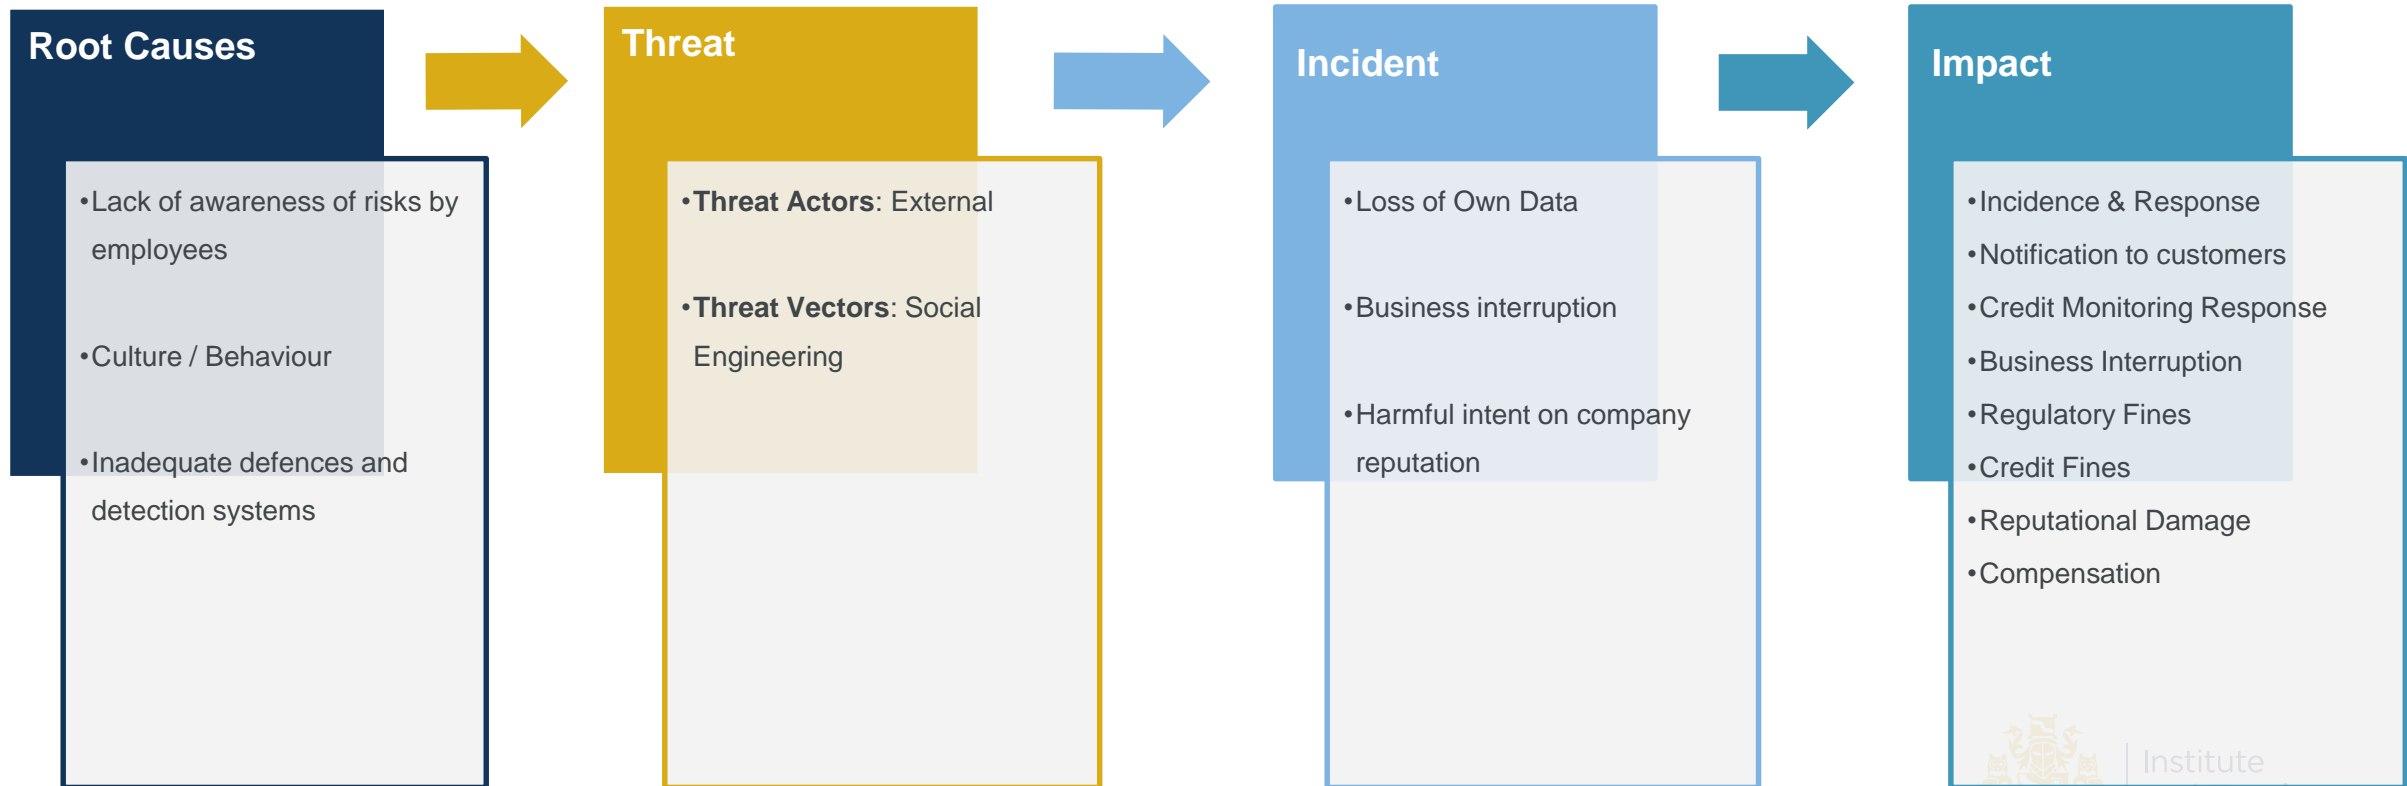 Root Causes
•Lack of awareness of risks by
employees
•Culture / Behaviour
•Inadequate defences and
detection systems
Threat
•Threat Actors: External
•Threat Vectors: Social
Engineering
Incident
•Loss of Own Data
•Business interruption
•Harmful intent on company
reputation
Impact
•Incidence & Response
•Notification to customers
•Credit Monitoring Response
•Business Interruption
•Regulatory Fines
•Credit Fines
•Reputational Damage
•Compensation
Institute